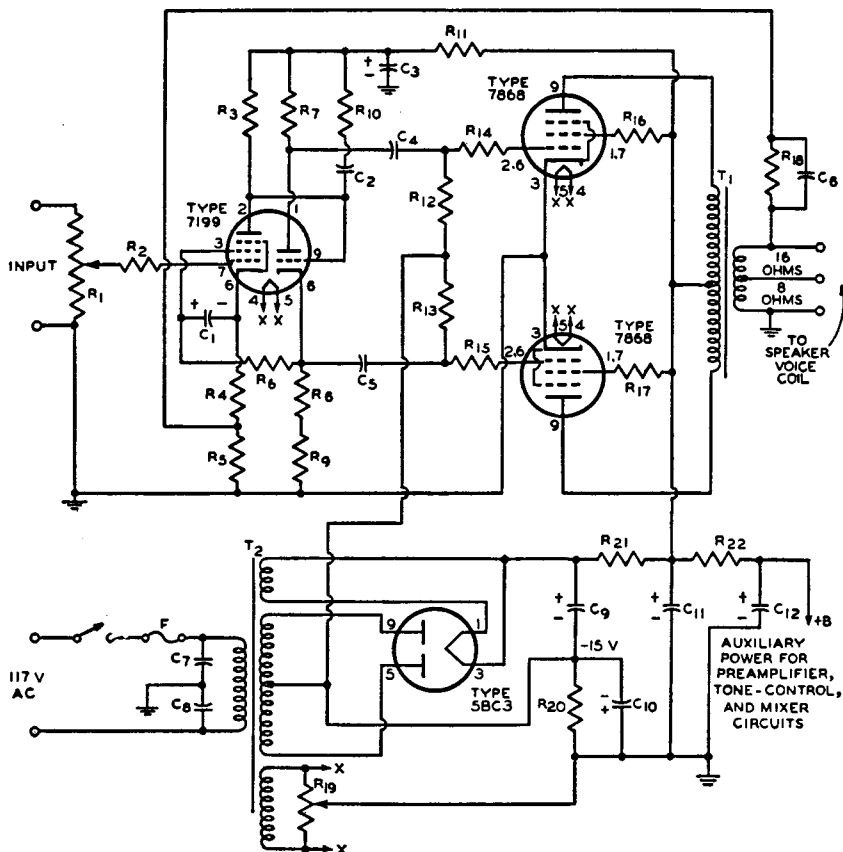 R11
+
-
C3
TYPE
7868
9
R3
R7
R10
C4
R14
R16
2.6
1.7
3
5
4
X
X
C2
R18
C6
T1
TYPE
7199
2
1
R12
INPUT
R2
3
7
9
6
4
5
6
X
X
R1
16
OHMS
8
OHMS
+
-
C1
R13
X
X
3
5
4
TYPE
7868
TO
SPEAKER
VOICE
COIL
R6
C5
R15
2.6
1.7
R17
R4
R6
9
R5
R9
T2
R21
R22
F
9
1
+
-
C9
+
-
C11
+
-
C12
+B
C7
117 V
AC
C8
5
3
TYPE
5BC3
-15 V
R20
-
+
C10
AUXILIARY
POWER FOR
PREAMPLIFIER,
TONE-CONTROL,
AND MIXER
CIRCUITS
X
R19
X